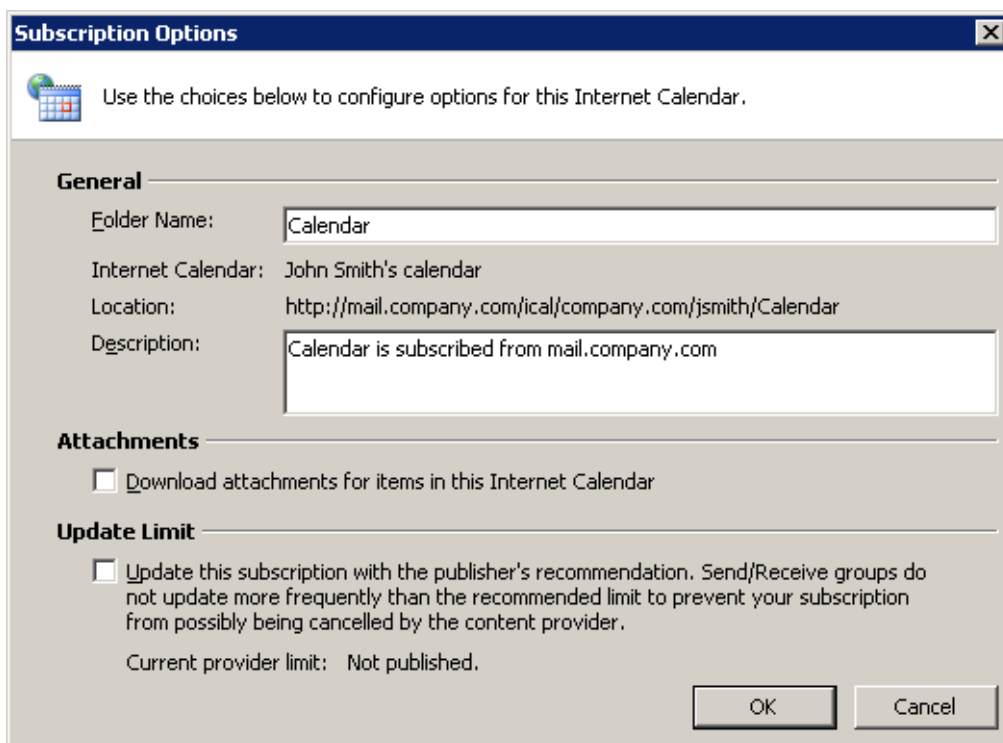 Subscription Options
Use the choices below to configure options for this Internet Calendar.
General
Folder Name: Calendar
Internet Calendar: John Smith's calendar
Location: http://mail.company.com/ical/company.com/jsmith/Calendar
Description: Calendar is subscribed from mail.company.com
Attachments
Download attachments for items in this Internet Calendar
Update Limit
Update this subscription with the publisher's recommendation. Send/Receive groups do
not update more frequently than the recommended limit to prevent your subscription
from possibly being cancelled by the content provider.
Current provider limit: Not published.
OK Cancel